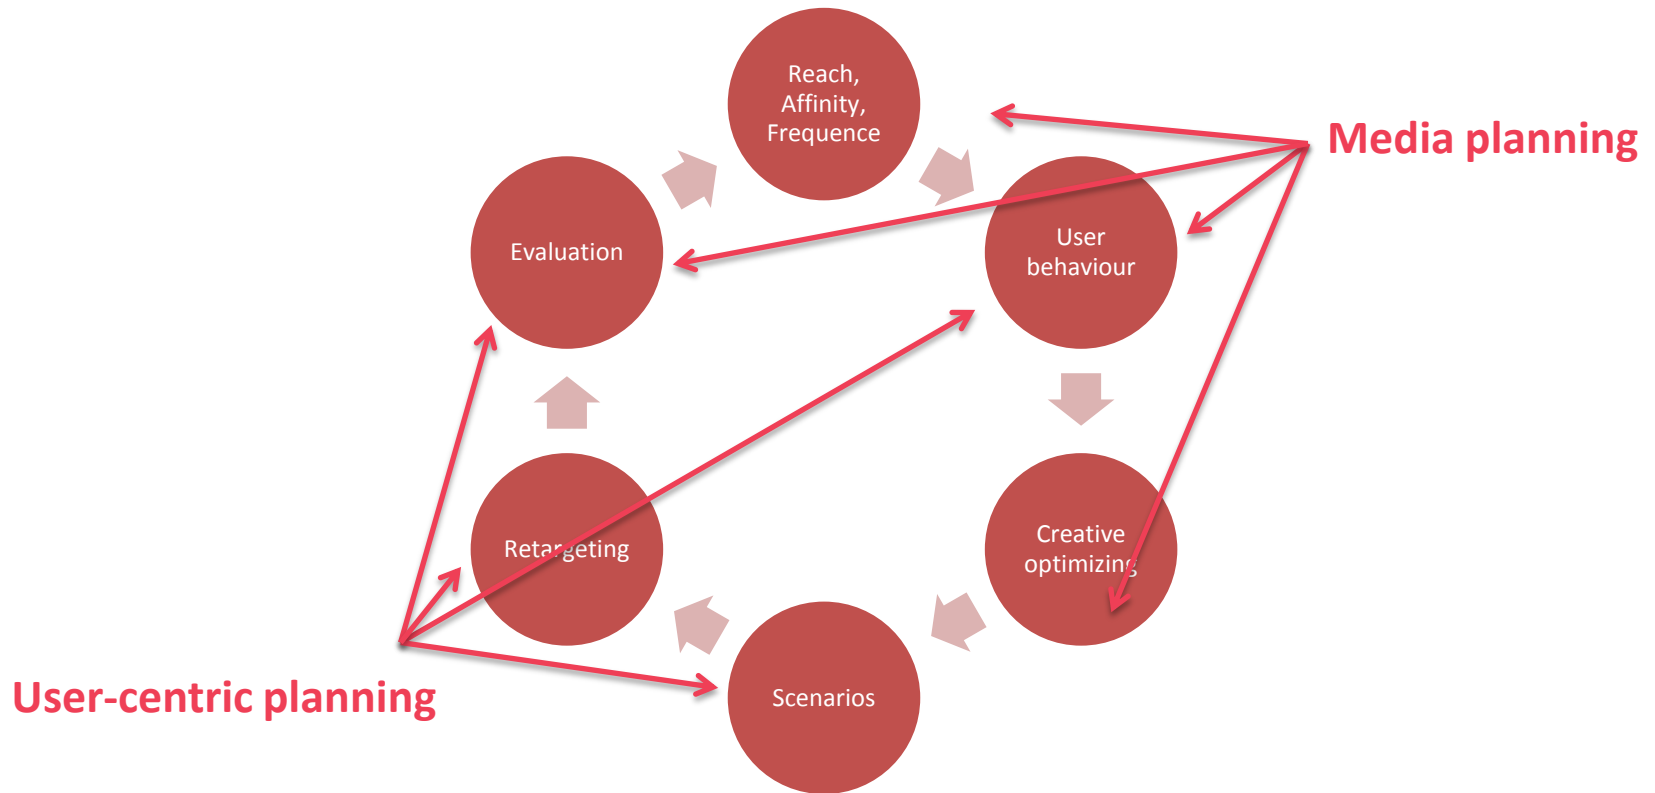 Reach,
Affinity,
Frequence
Media planning
User
behaviour
Evaluation
Creative
optimizing
Retargeting
Scenarios
User-centric planning